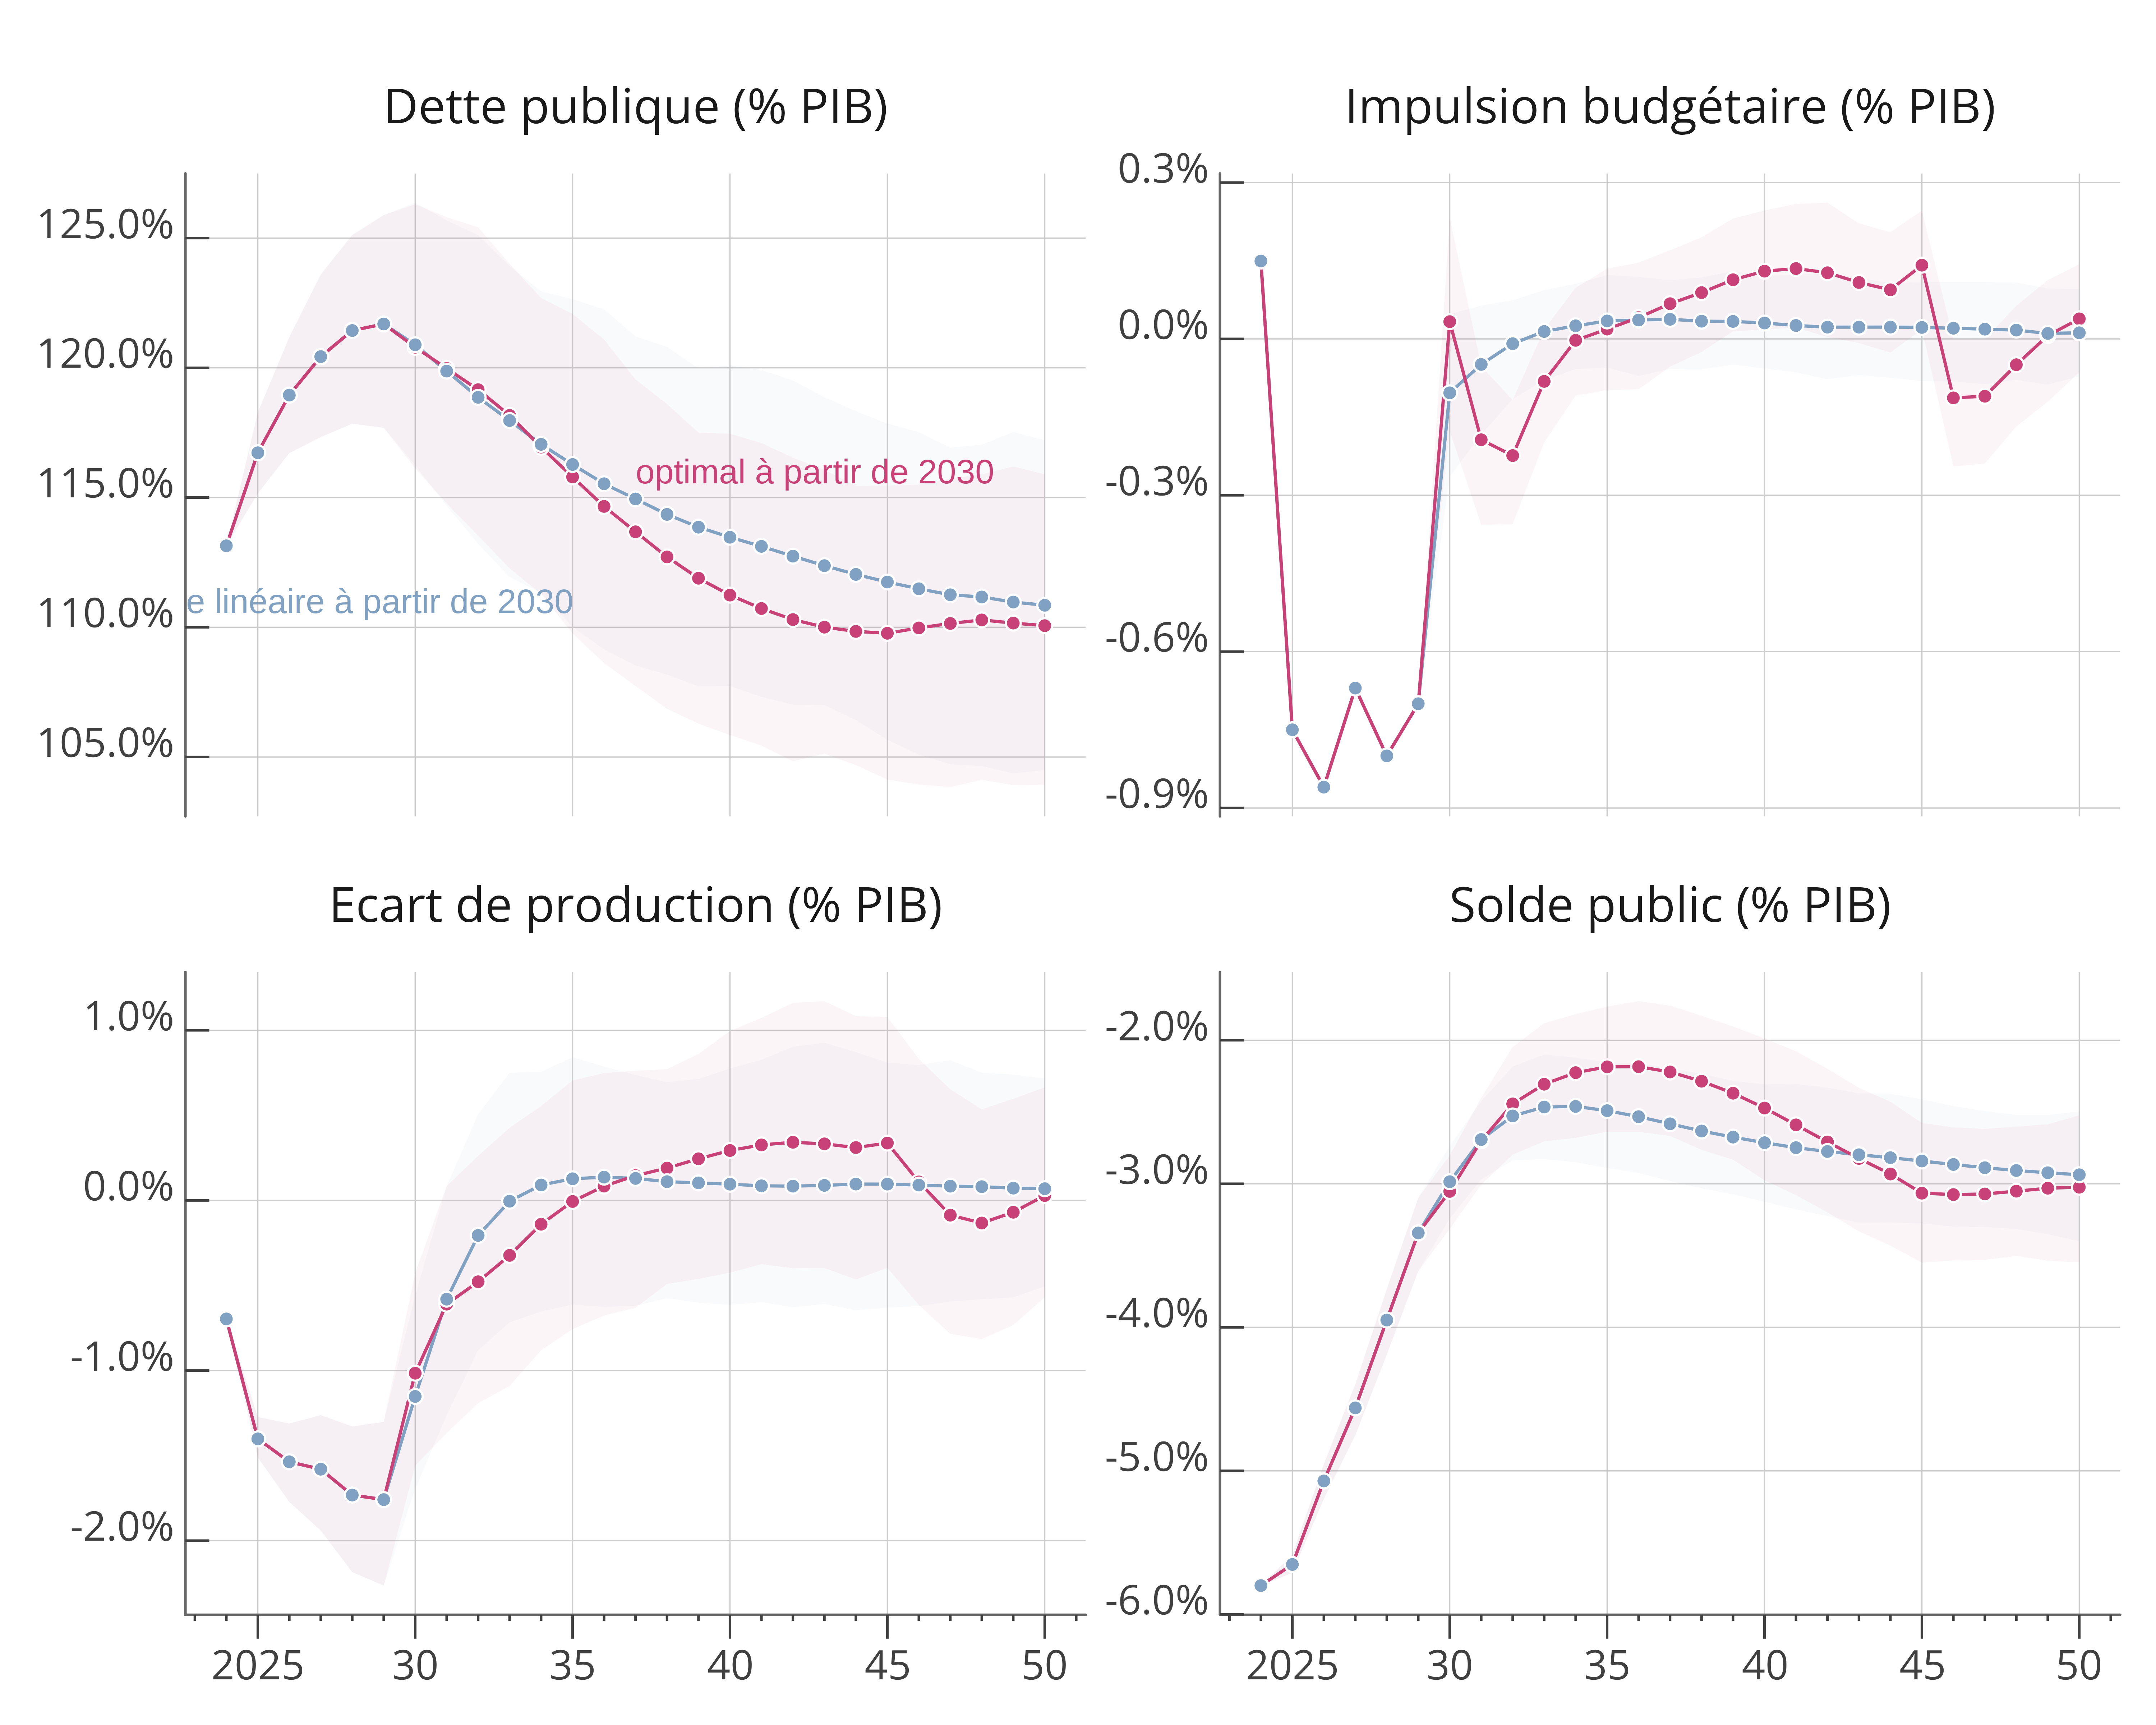 Dette publique (% PIB)
125.0%
120.0%
115.0%
110.0%
105.0%
optimal à partir de 2030
e linéaire à partir de 2030
Impulsion budgétaire (% PIB)
0.3%
0.0%
-0.3%
-0.6%
-0.9%
Ecart de production (% PIB)
1.0%
0.0%
-1.0%
-2.0%
2025 30 35 40 45 50
Solde public (% PIB)
-2.0%
-3.0%
-4.0%
-5.0%
-6.0%
2025 30 35 40 45 50